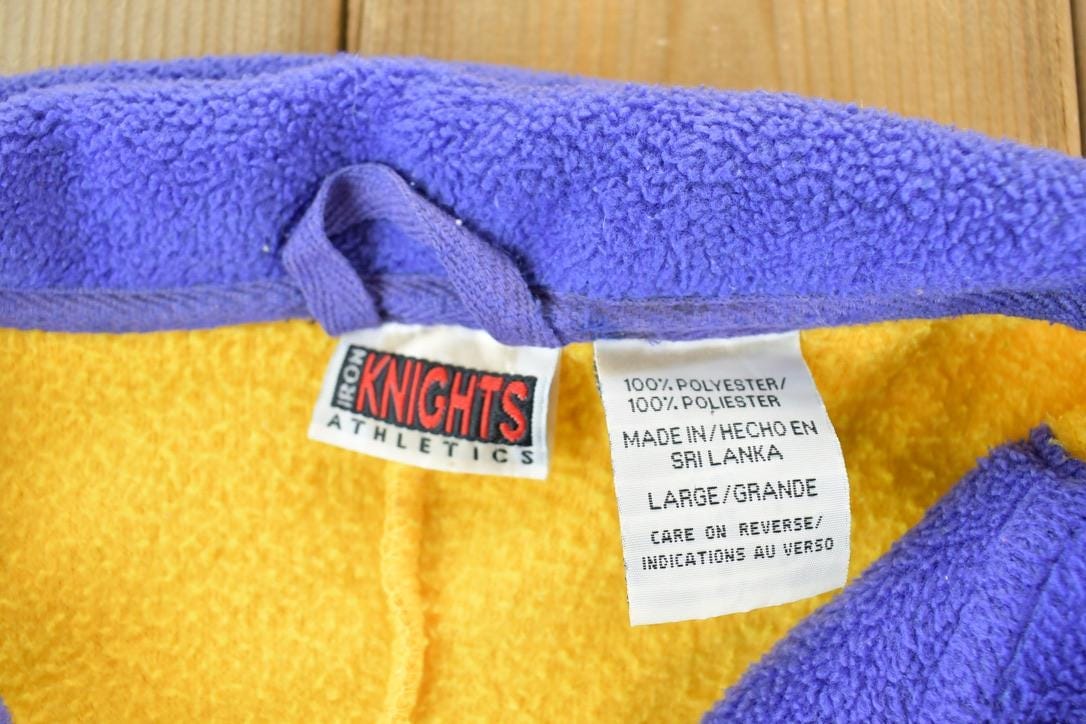 IRON
KNIGHTS
ATHLETICS
100% POLYESTER/
100% POLIESTER
MADE IN/HECHO EN
SRI LANKA
LARGE/GRANDE
CARE ON REVERSE/
INDICATIONS AU VERSO